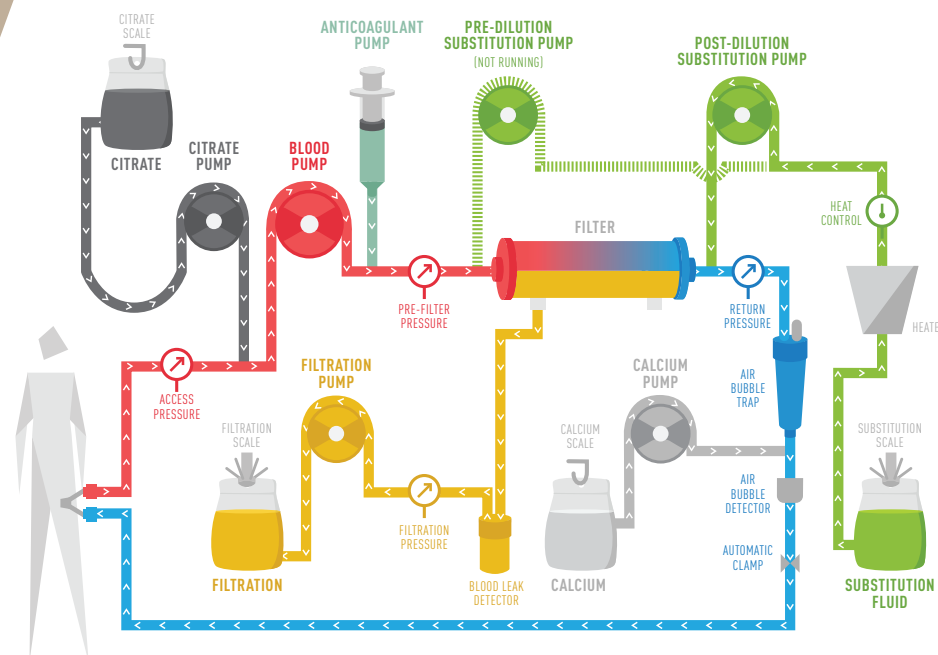 CITRATE
SCALE
ANTICOAGULANT
PUMP
PRE-DILUTION
SUBSTITUTION PUMP
(NOT RUNNING)
POST-DILUTION
SUBSTITUTION PUMP
CITRATE
CITRATE
PUMP
BLOOD
PUMP
HEAT
CONTROL
FILTER
PRE-FILTER
PRESSURE
RETURN
PRESSURE
HEATE
ACCESS
PRESSURE
FILTRATION
PUMP
CALCIUM
PUMP
AIR
BUBBLE
TRAP
FILTRATION
SCALE
CALCIUM
SCALE
SUBSTITUTION
SCALE
AIR
BUBBLE
DETECTOR
FILTRATION
PRESSURE
AUTOMATIC
CLAMP
FILTRATION
BLOOD LEAK
DETECTOR
CALCIUM
SUBSTITUTION
FLUID